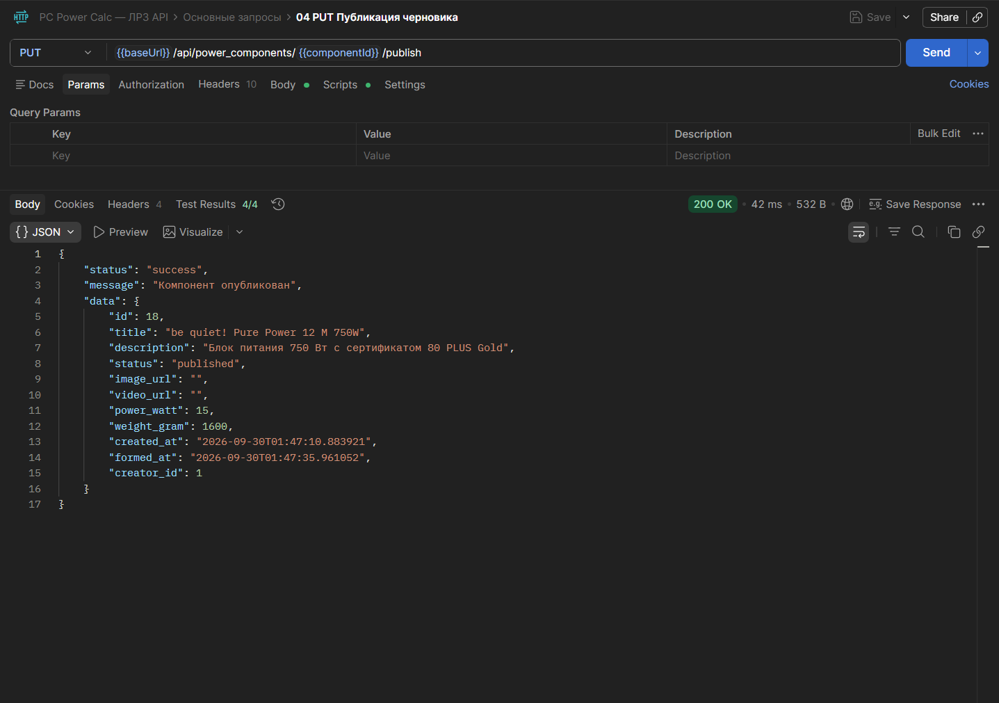 HTTP PC Power Calc — ЛР3 API > Основные запросы > 04 PUT Публикация черновика Save Share
PUT {{baseUrl}} /api/power_components/ {{componentId}} /publish Send
Docs Params Authorization Headers 10 Body Scripts Settings Cookies
Query Params
Key Value Description Bulk Edit
Key Value Description
Body Cookies Headers 4 Test Results 4/4 200 OK 42 ms 532 B e.g. Save Response
{} JSON Preview Visualize
1 {
2 "status": "success",
3 "message": "Компонент опубликован",
4 "data": {
5 "id": 18,
6 "title": "be quiet! Pure Power 12 M 750W",
7 "description": "Блок питания 750 Вт с сертификатом 80 PLUS Gold",
8 "status": "published",
9 "image_url": "",
10 "video_url": "",
11 "power_watt": 15,
12 "weight_gram": 1600,
13 "created_at": "2026-09-30T01:47:10.883921",
14 "formed_at": "2026-09-30T01:47:35.961052",
15 "creator_id": 1
16 }
17 }